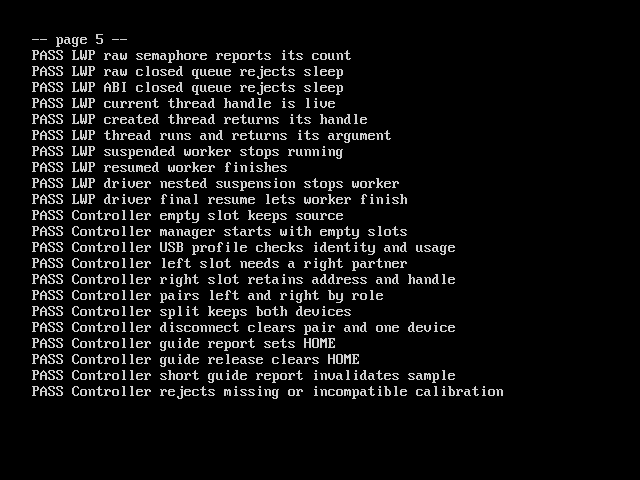 -- page 5 --
PASS LWP raw semaphore reports its count
PASS LWP raw closed queue rejects sleep
PASS LWP ABI closed queue rejects sleep
PASS LWP current thread handle is live
PASS LWP created thread returns its handle
PASS LWP thread runs and returns its argument
PASS LWP suspended worker stops running
PASS LWP resumed worker finishes
PASS LWP driver nested suspension stops worker
PASS LWP driver final resume lets worker finish
PASS Controller empty slot keeps source
PASS Controller manager starts with empty slots
PASS Controller USB profile checks identity and usage
PASS Controller left slot needs a right partner
PASS Controller right slot retains address and handle
PASS Controller pairs left and right by role
PASS Controller split keeps both devices
PASS Controller disconnect clears pair and one device
PASS Controller guide report sets HOME
PASS Controller guide release clears HOME
PASS Controller short guide report invalidates sample
PASS Controller rejects missing or incompatible calibration